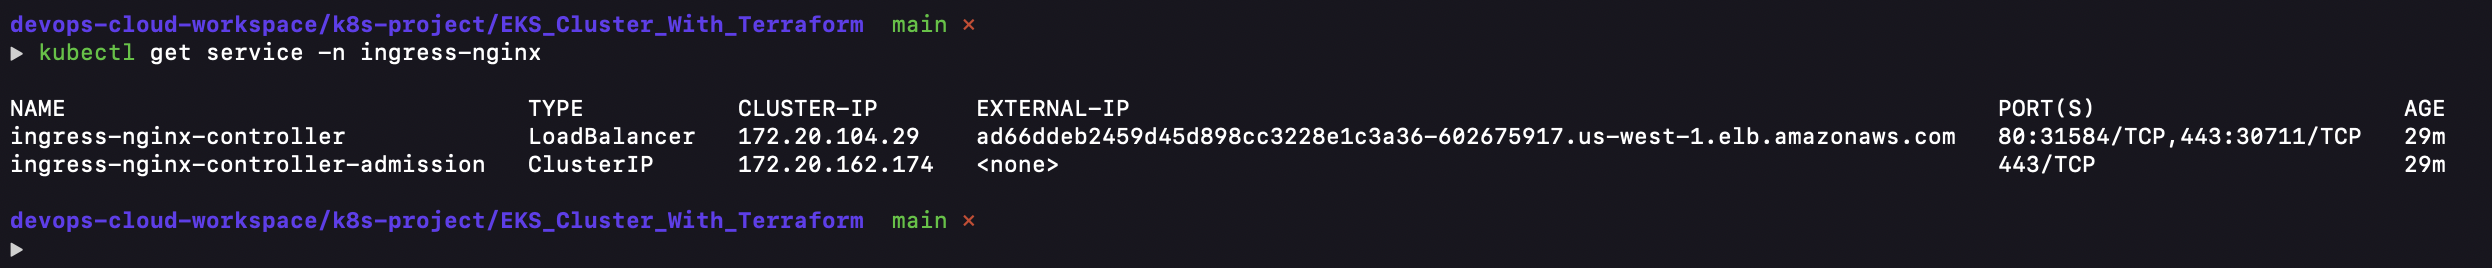 devops-cloud-workspace/k8s-project/EKS_Cluster_With_Terraform main ×
▶ kubectl get service -n ingress-nginx
NAME TYPE CLUSTER-IP EXTERNAL-IP PORT(S) AGE
ingress-nginx-controller LoadBalancer 172.20.104.29 ad66ddeb2459d45d898cc3228e1c3a36-602675917.us-west-1.elb.amazonaws.com 80:31584/TCP,443:30711/TCP 29m
ingress-nginx-controller-admission ClusterIP 172.20.162.174 <none> 443/TCP 29m
devops-cloud-workspace/k8s-project/EKS_Cluster_With_Terraform main ×
▶